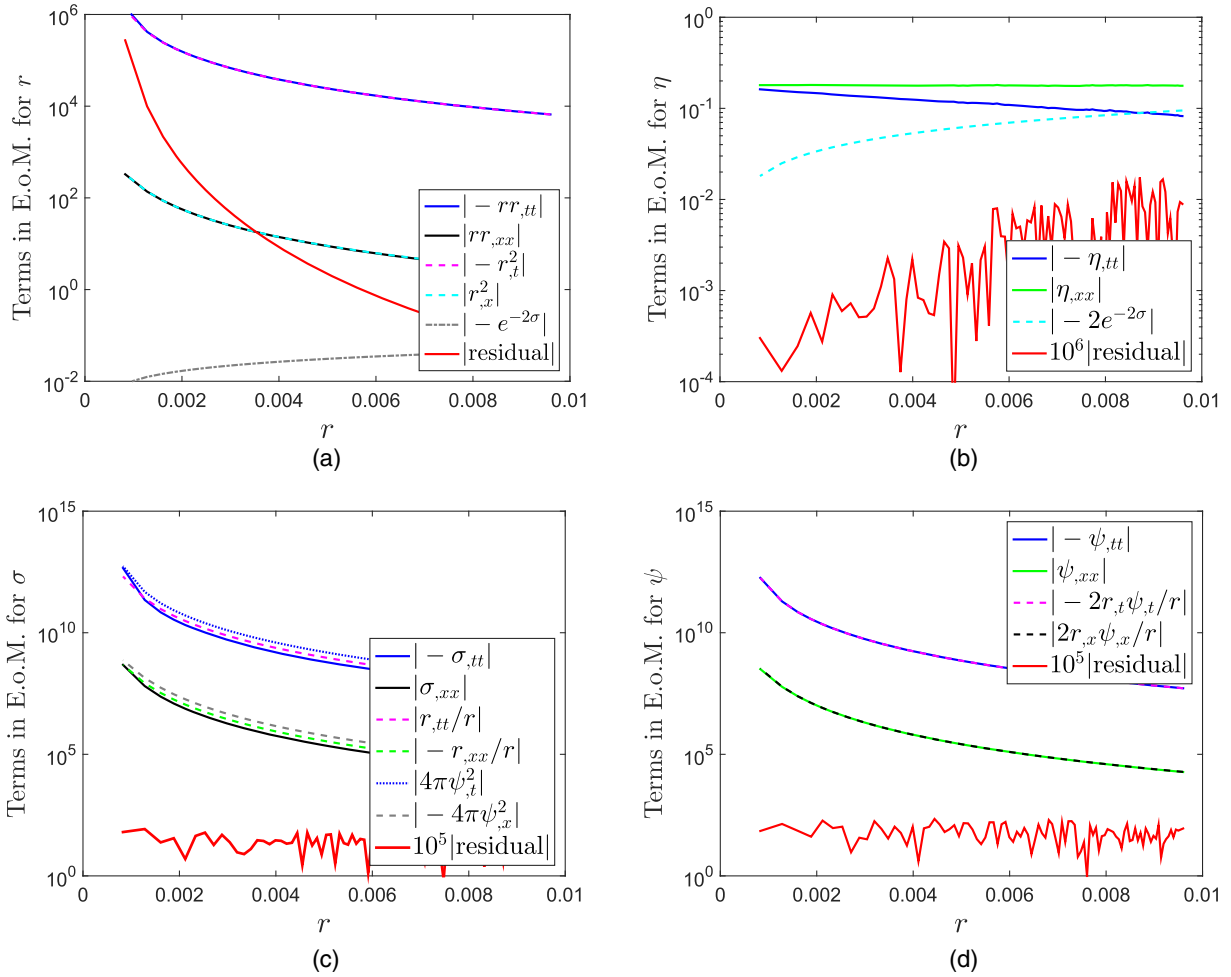 10^6
10^4
10^2
10^0
10^-2
Terms in E.o.M. for r
0 0.002 0.004 0.006 0.008 0.01
r
|− rr,tt|
|rr,xx|
|− r²,t|
|r²,x|
|− e^−2σ|
|residual|
(a)
10^0
10^-1
10^-2
10^-3
10^-4
Terms in E.o.M. for η
0 0.002 0.004 0.006 0.008 0.01
r
|− η,tt|
|η,xx|
|− 2e^−2σ|
10^6|residual|
(b)
10^15
10^10
10^5
10^0
Terms in E.o.M. for σ
0 0.002 0.004 0.006 0.008 0.01
r
|− σ,tt|
|σ,xx|
|r,tt/r|
|− r,xx/r|
|4πψ²,t|
|− 4πψ²,x|
10^5|residual|
(c)
10^15
10^10
10^5
10^0
Terms in E.o.M. for ψ
0 0.002 0.004 0.006 0.008 0.01
r
|− ψ,tt|
|ψ,xx|
|− 2r,tψ,t/r|
|2r,xψ,x/r|
10^5|residual|
(d)